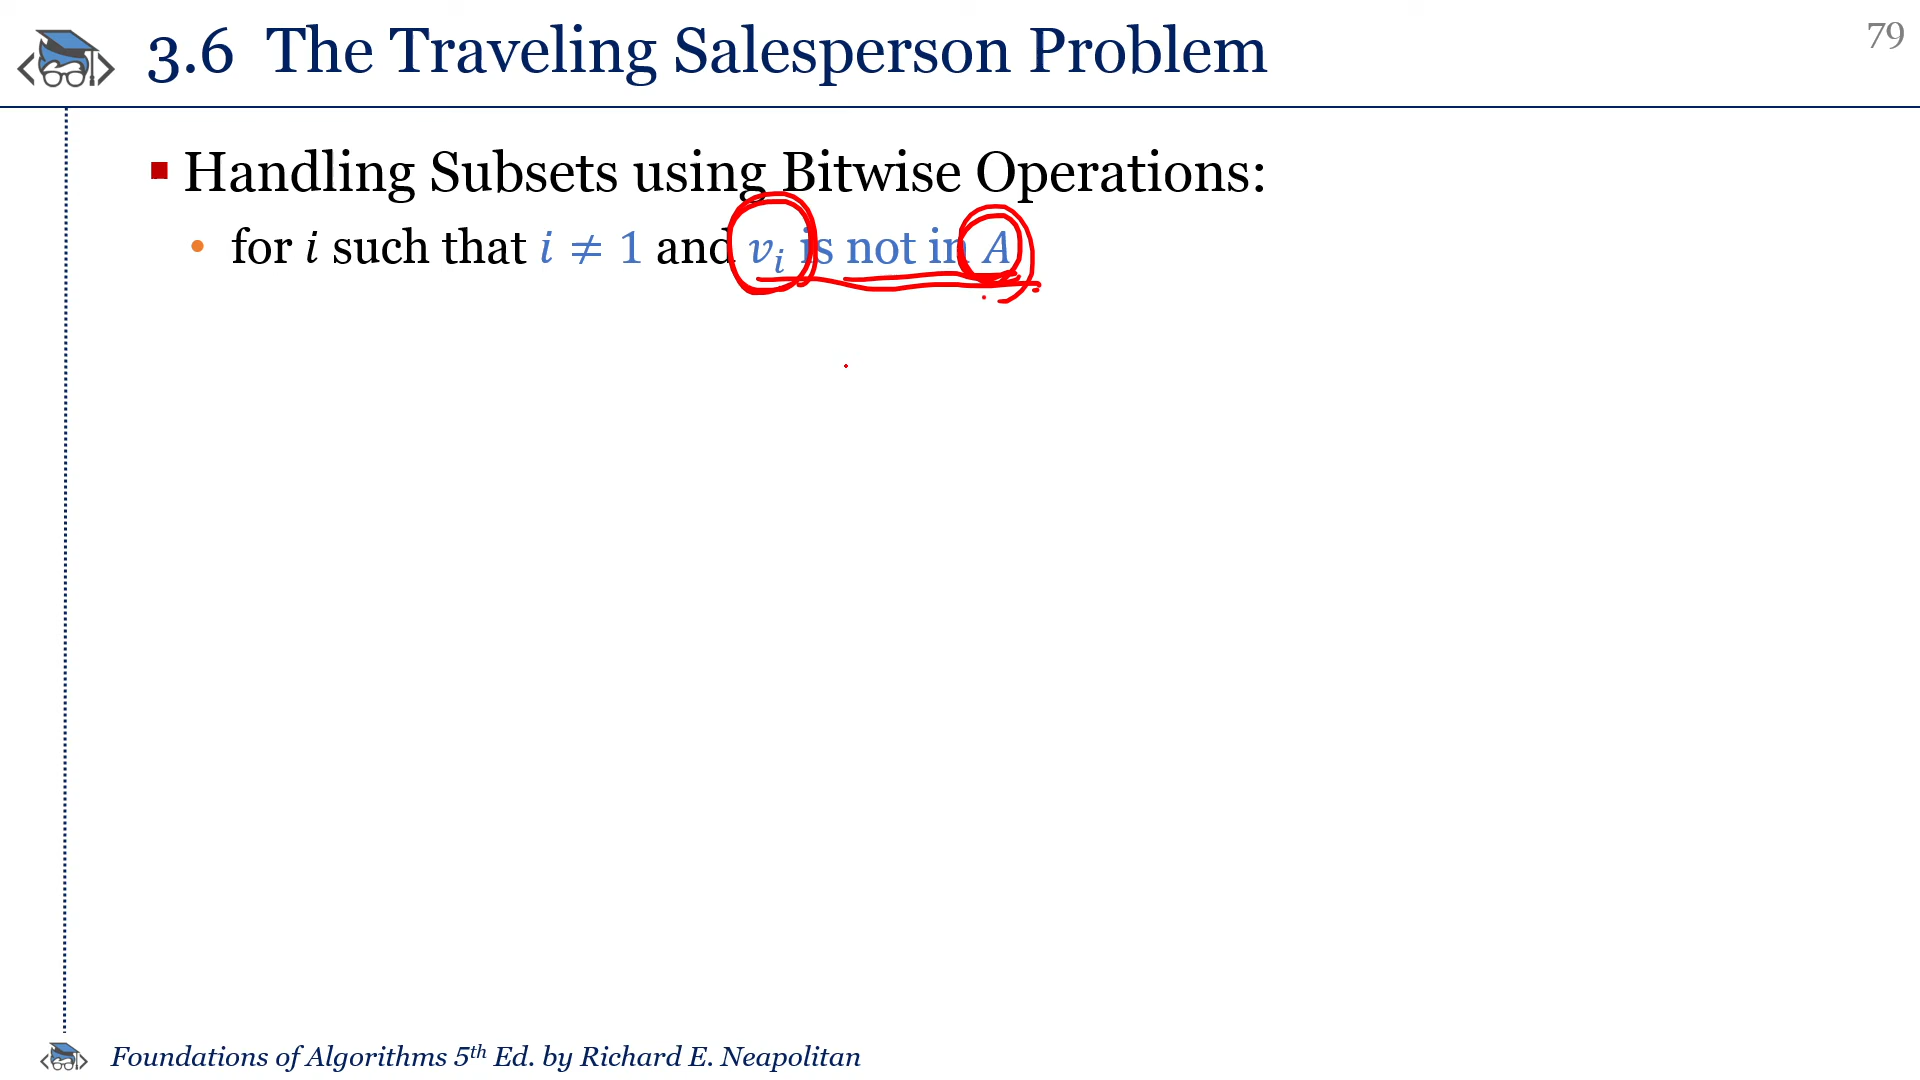 3.6 The Traveling Salesperson Problem
79
Handling Subsets using Bitwise Operations:
for i such that i ≠ 1 and vᵢ is not in A
Foundations of Algorithms 5th Ed. by Richard E. Neapolitan